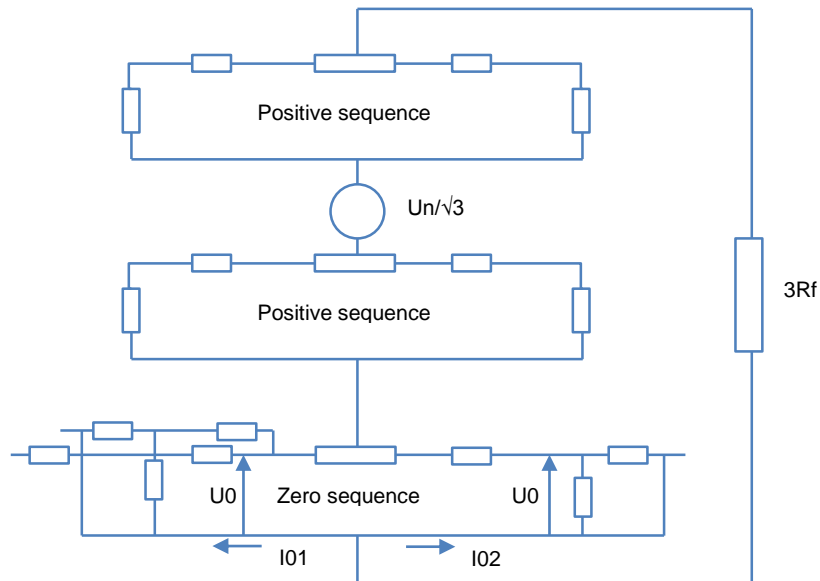 Positive sequence
Un/√3
Positive sequence
3Rf
U0
Zero sequence
U0
I01
I02